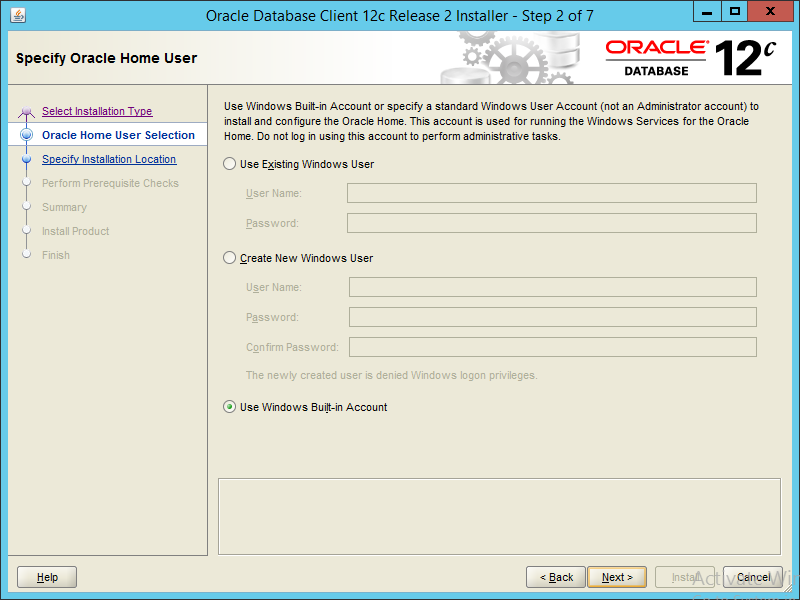 Oracle Database Client 12c Release 2 Installer - Step 2 of 7
Specify Oracle Home User
ORACLE®
DATABASE
12c
Select Installation Type
Oracle Home User Selection
Specify Installation Location
Perform Prerequisite Checks
Summary
Install Product
Finish
Use Windows Built-in Account or specify a standard Windows User Account (not an Administrator account) to
install and configure the Oracle Home. This account is used for running the Windows Services for the Oracle
Home. Do not log in using this account to perform administrative tasks.
Use Existing Windows User
User Name:
Password:
Create New Windows User
User Name:
Password:
Confirm Password:
The newly created user is denied Windows logon privileges.
Use Windows Built-in Account
Help
< Back
Next >
Install
Cancel
Activate Win